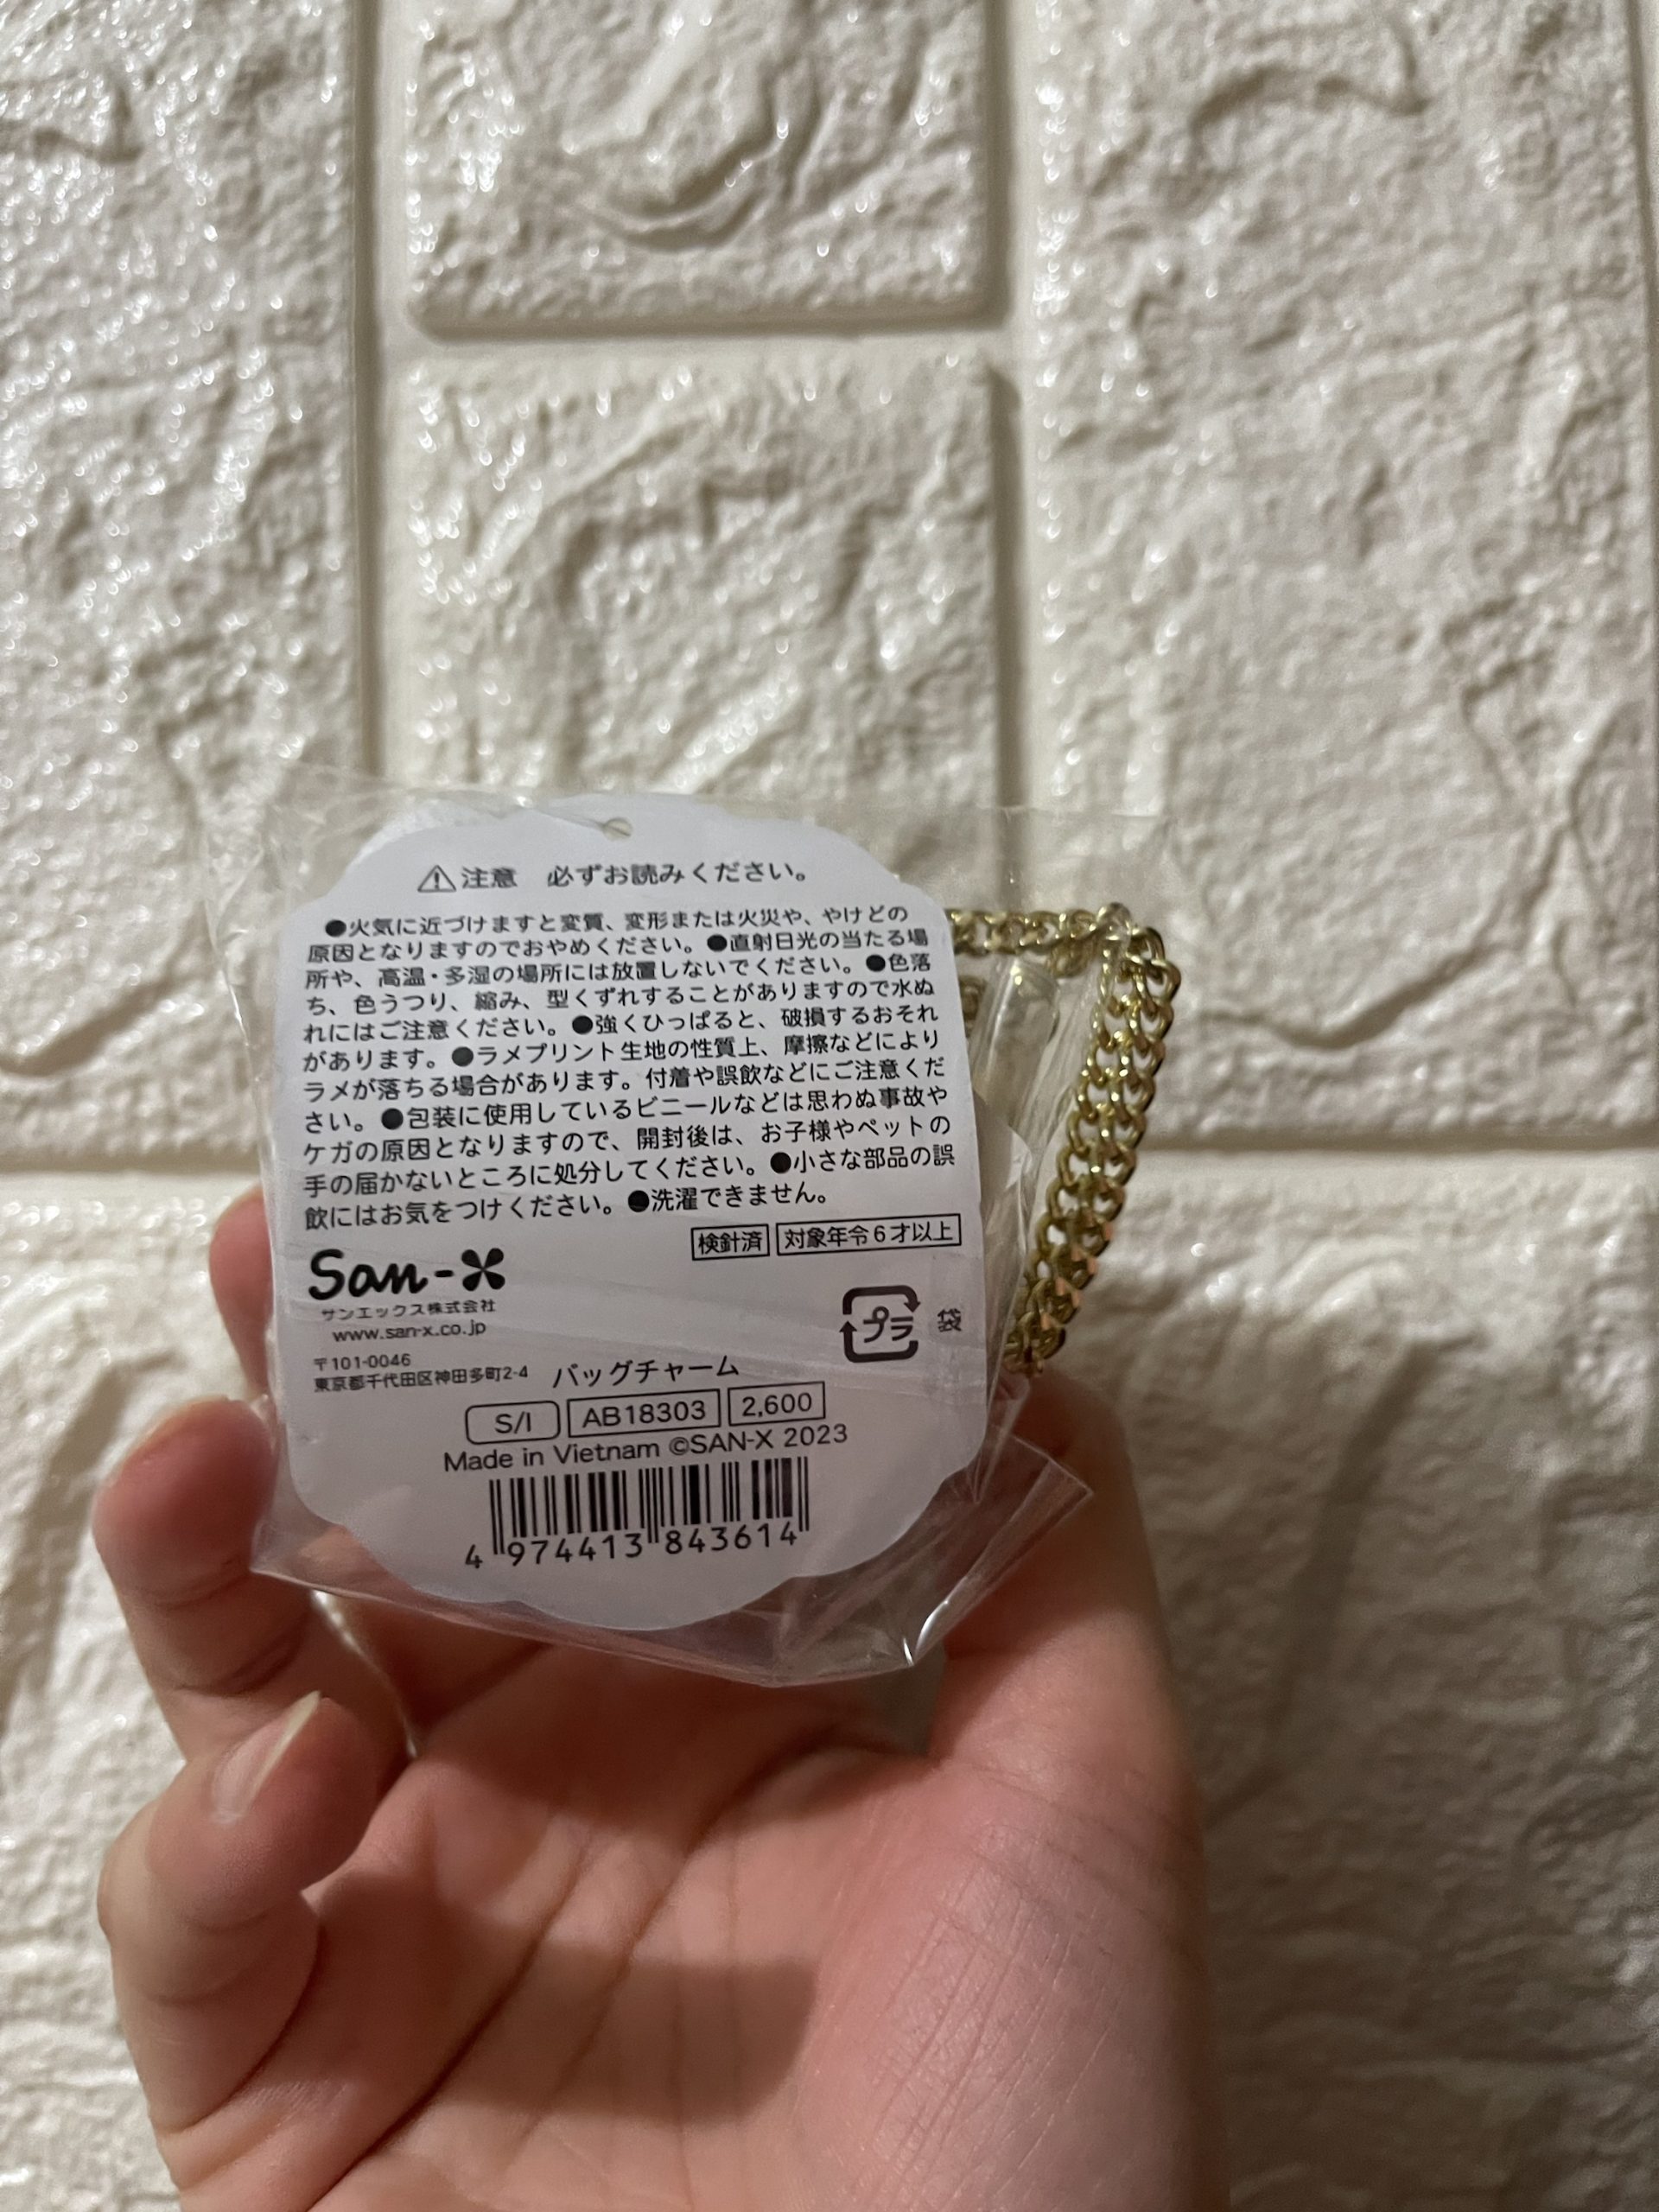 ⚠注意 必ずお読みください。
●火気に近づけますと変質、変形または火災や、やけどの
原因となりますのでおやめください。●直射日光の当たる場
所や、高温・多湿の場所には放置しないでください。●色落
ち、色うつり、縮み、型くずれすることがありますので水ぬ
れにはご注意ください。●強くひっぱると、破損するおそれ
があります。●ラメプリント生地の性質上、摩擦などにより
ラメが落ちる場合があります。付着や誤飲などにご注意くだ
さい。●包装に使用しているビニールなどは思わぬ事故や
ケガの原因となりますので、開封後は、お子様やペットの
手の届かないところに処分してください。●小さな部品の誤
飲にはお気をつけください。●洗濯できません。
検針済 対象年令6才以上
San-X
サンエックス株式会社
www.san-x.co.jp
プラ 袋
〒101-0046
東京都千代田区神田多町2-4 バッグチャーム
S/I AB18303 2,600
Made in Vietnam ©SAN-X 2023
4 974413 843614